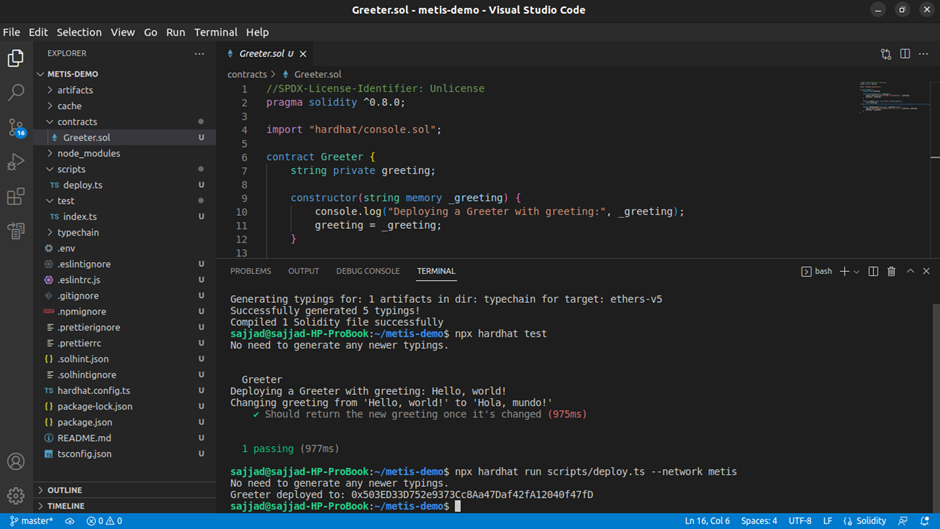 Greeter.sol - metis-demo - Visual Studio Code
File Edit Selection View Go Run Terminal Help
EXPLORER
METIS-DEMO
artifacts
cache
contracts
Greeter.sol U
node_modules
scripts
TS deploy.ts U
test
TS index.ts U
typechain
.env
.eslintignore U
.eslintrc.js U
.gitignore U
.npmignore U
.prettierignore U
.prettierrc U
{} .solhint.json U
.solhintignore U
TS hardhat.config.ts U
{} package-lock.json U
{} package.json U
README.md U
tsconfig.json U
OUTLINE
TIMELINE
16
Greeter.sol U
contracts > Greeter.sol
1 //SPDX-License-Identifier: Unlicense
2 pragma solidity ^0.8.0;
3
4 import "hardhat/console.sol";
5
6 contract Greeter {
7 string private greeting;
8
9 constructor(string memory _greeting) {
10 console.log("Deploying a Greeter with greeting:", _greeting);
11 greeting = _greeting;
12 }
13
PROBLEMS OUTPUT DEBUG CONSOLE TERMINAL
bash
Generating typings for: 1 artifacts in dir: typechain for target: ethers-v5
Successfully generated 5 typings!
Compiled 1 Solidity file successfully
sajjad@sajjad-HP-ProBook:~/metis-demo$ npx hardhat test
No need to generate any newer typings.
Greeter
Deploying a Greeter with greeting: Hello, world!
Changing greeting from 'Hello, world!' to 'Hola, mundo!'
✔ Should return the new greeting once it's changed (975ms)
1 passing (977ms)
sajjad@sajjad-HP-ProBook:~/metis-demo$ npx hardhat run scripts/deploy.ts --network metis
No need to generate any newer typings.
Greeter deployed to: 0x503ED33D752e9373Cc8Aa47Daf42fA12040f47fD
sajjad@sajjad-HP-ProBook:~/metis-demo$
master* 0 0 Ln 16, Col 6 Spaces: 4 UTF-8 LF {} Solidity